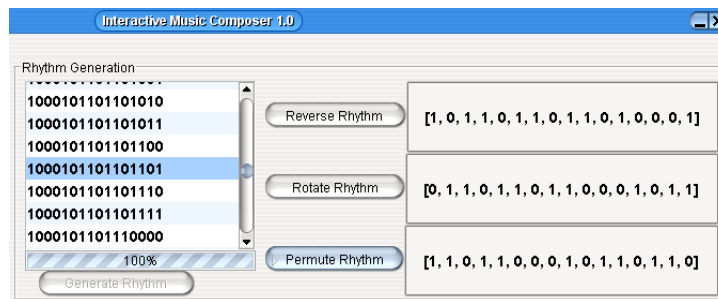 Interactive Music Composer 1.0
Rhythm Generation
1000101101101010
1000101101101011
1000101101101100
1000101101101101
1000101101101110
1000101101101111
1000101101110000
100%
Generate Rhythm
Reverse Rhythm
[1, 0, 1, 1, 0, 1, 1, 0, 1, 1, 0, 1, 0, 0, 0, 1]
Rotate Rhythm
[0, 1, 1, 0, 1, 1, 0, 1, 1, 0, 0, 0, 1, 0, 1, 1]
Permute Rhythm
[1, 1, 0, 1, 1, 0, 0, 0, 1, 0, 1, 1, 0, 1, 1, 0]